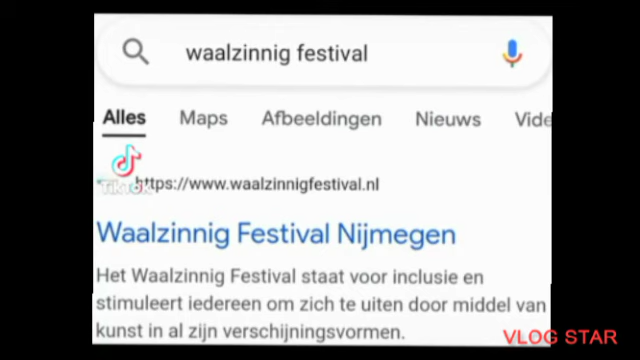 waalzinnig festival
Alles Maps Afbeeldingen Nieuws Vide
TikTok
https://www.waalzinnigfestival.nl
Waalzinnig Festival Nijmegen
Het Waalzinnig Festival staat voor inclusie en
stimuleert iedereen om zich te uiten door middel van
kunst in al zijn verschijningsvormen.
VLOG STAR